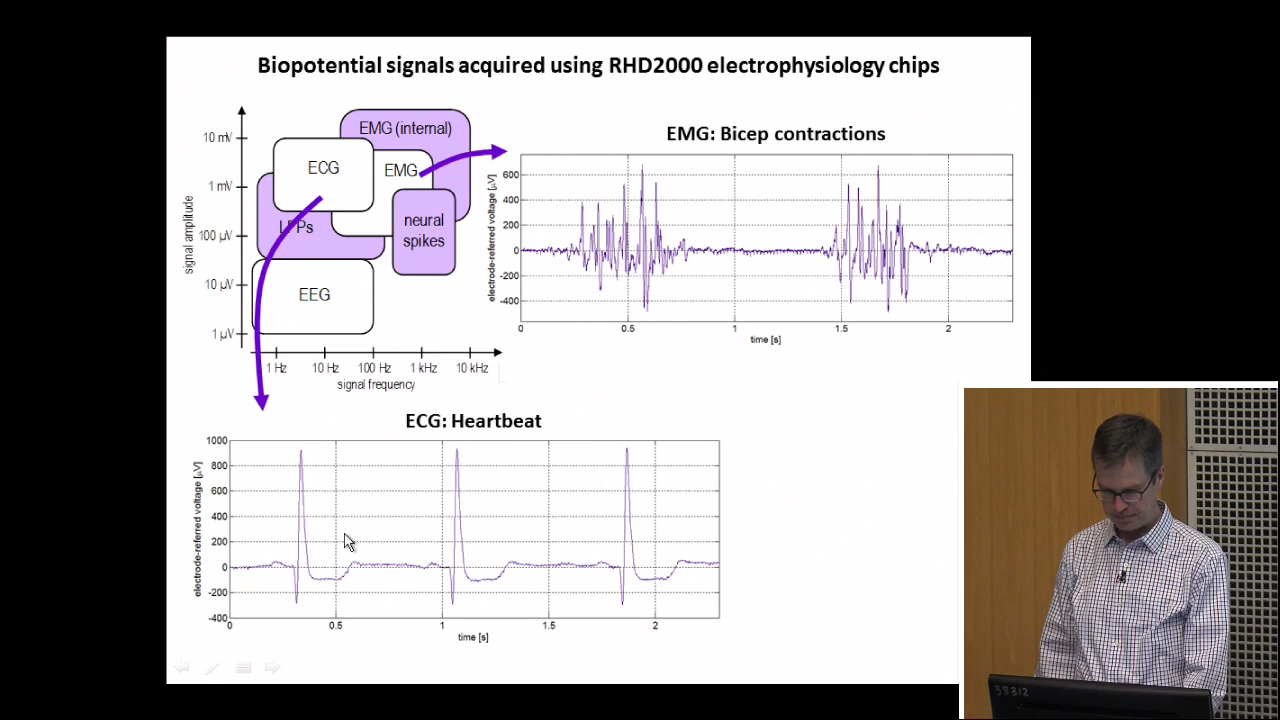 Biopotential signals acquired using RHD2000 electrophysiology chips
EMG (internal)
ECG
EMG
LFPs
neural
spikes
EEG
10 mV
1 mV
100 µV
10 µV
1 µV
signal amplitude
1 Hz
10 Hz
100 Hz
1 kHz
10 kHz
signal frequency
EMG: Bicep contractions
600
400
200
0
-200
-400
electrode-referred voltage [µV]
0
0.5
1
1.5
2
time [s]
ECG: Heartbeat
1000
800
600
400
200
0
-200
-400
electrode-referred voltage [µV]
0
0.5
1
1.5
2
time [s]
38312